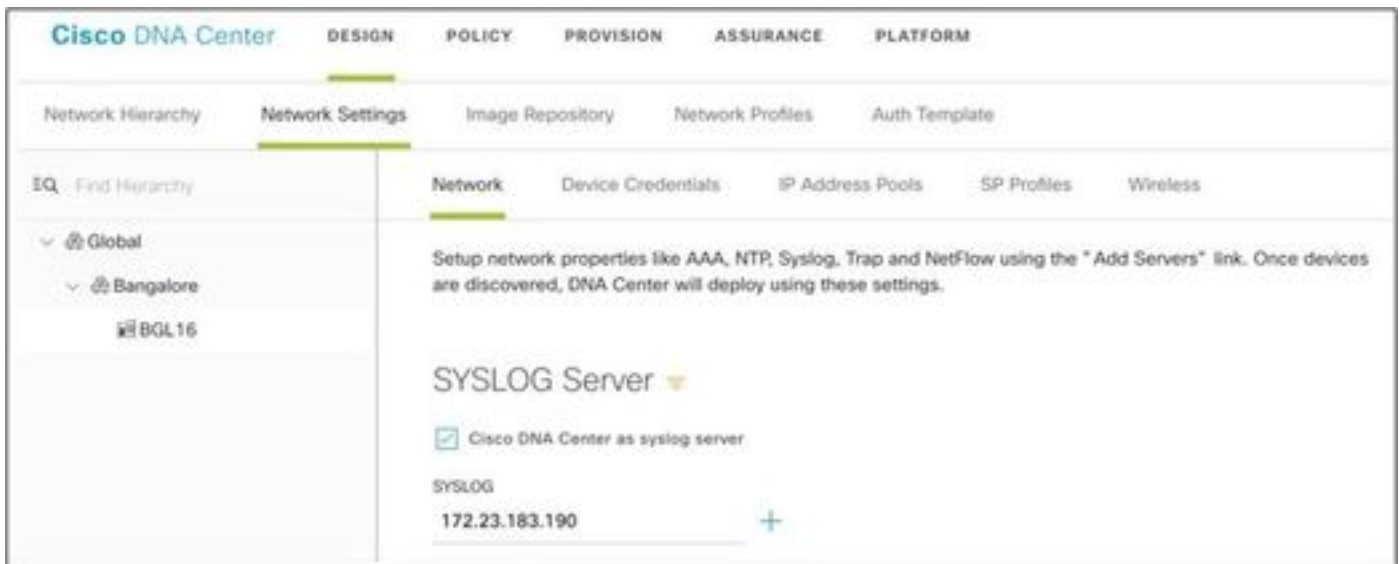 Cisco DNA Center DESIGN POLICY PROVISION ASSURANCE PLATFORM
Network Hierarchy Network Settings Image Repository Network Profiles Auth Template
Find Hierarchy
Network Device Credentials IP Address Pools SP Profiles Wireless
Global
Bangalore
BGL16
Setup network properties like AAA, NTP, Syslog, Trap and NetFlow using the "Add Servers" link. Once devices
are discovered, DNA Center will deploy using these settings.
SYSLOG Server
Cisco DNA Center as syslog server
SYSLOG
172.23.183.190